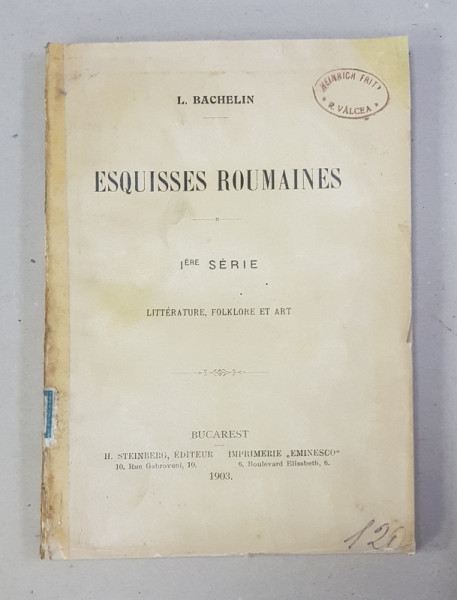 L. BACHELIN
HEINRICH FRITZ
* R. VÂLCEA *
ESQUISSES ROUMAINES
IÈRE SÉRIE
LITTÉRATURE, FOLKLORE ET ART
BUCAREST
H. STEINBERG, ÉDITEUR IMPRIMERIE „EMINESCO"
10, Rue Gabroveni, 10. 6, Boulevard Elisabeth, 6.
1903.